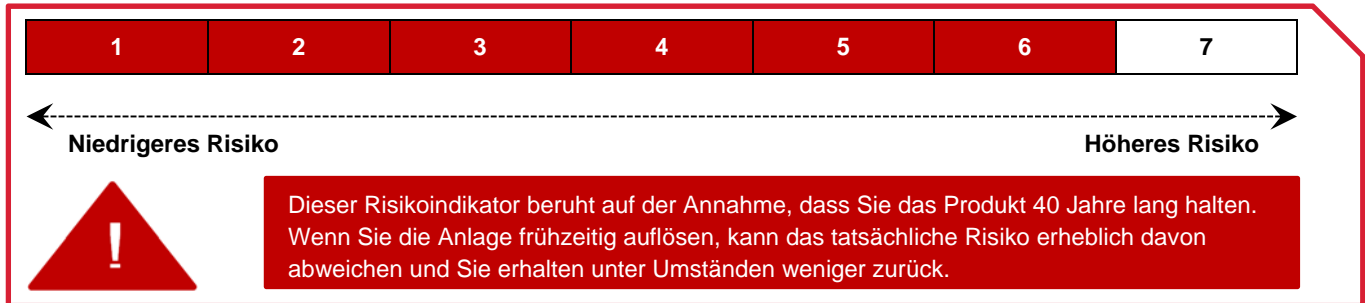 1 2 3 4 5 6 7
Niedrigeres Risiko Höheres Risiko
!
Dieser Risikoindikator beruht auf der Annahme, dass Sie das Produkt 40 Jahre lang halten.
Wenn Sie die Anlage frühzeitig auflösen, kann das tatsächliche Risiko erheblich davon
abweichen und Sie erhalten unter Umständen weniger zurück.